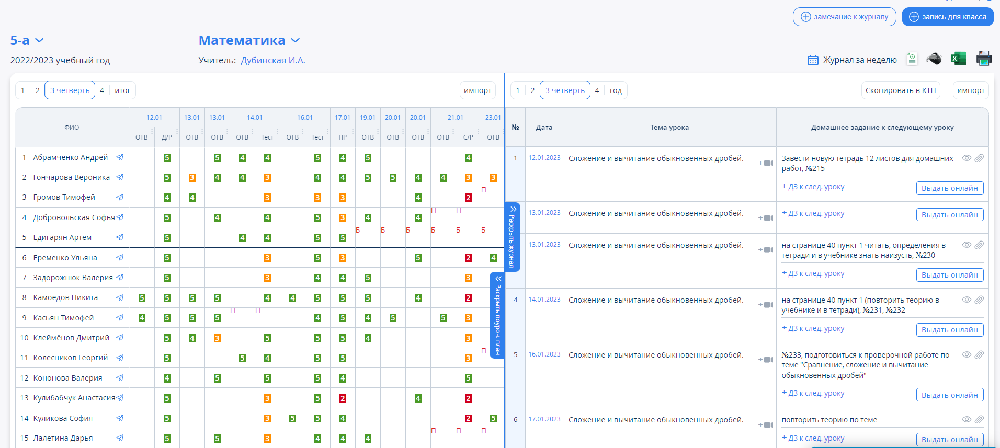 замечание к журналу
запись для класса
5-а
Математика
2022/2023 учебный год
Учитель: Дубинская И.А.
Журнал за неделю
1 2 3 четверть 4 итог
импорт
1 2 3 четверть 4 год
Скопировать в КТП
импорт
ФИО 12.01 13.01 13.01 14.01 16.01 17.01 19.01 20.01 20.01 21.01 23.01
ОТВ Д/Р ОТВ ОТВ ОТВ Тест ОТВ Тест ПР ОТВ ОТВ ОТВ ОТВ С/Р ОТВ
1 Абрамченко Андрей 5 5 4 4 5 4 5 4
2 Гончарова Вероника 5 3 4 4 3 4 4 5 5 4 4 3 3
3 Громов Тимофей 4 4 3 3 3 4 2 П
4 Добровольская Софья 5 4 4 5 3 4 4 П П
5 Едигарян Артём 5 4 4 5 5 Б Б Б Б Б Б
6 Еременко Ульяна 5 3 5 3 5 2 4
7 Задорожнюк Валерия 5 3 4 4 5 3
8 Камоедов Никита 5 5 5 5 4 4 5 5 5 4 2
9 Касьян Тимофей 4 5 5 5 П П 4 5 4 5 5 3
10 Клеймёнов Дмитрий 5 4 3 5 5 5 4 3
11 Колесников Георгий 5 5 4 5 5 3 П
12 Кононова Валерия 4 5 5 5 4 5
13 Кулибабчук Анастасия 5 3 5 2 4 2
14 Куликова София 5 3 5 5 4 2 5
15 Лалетина Дарья 5 5 3 4 4 4 П П П
Раскрыть журнал
Раскрыть поуроч. план
№ Дата Тема урока Домашнее задание к следующему уроку
1 12.01.2023 Сложение и вычитание обыкновенных дробей. Завести новую тетрадь 12 листов для домашних
работ, №215
+ ДЗ к след. уроку Выдать онлайн
13.01.2023 Сложение и вычитание обыкновенных дробей. + ДЗ к след. уроку Выдать онлайн
13.01.2023 Сложение и вычитание обыкновенных дробей. на странице 40 пункт 1 читать, определения в
тетради и в учебнике знать наизусть, №230
+ ДЗ к след. уроку Выдать онлайн
4 14.01.2023 Сложение и вычитание обыкновенных дробей. на странице 40 пункт 1 (повторить теорию в
учебнике и в тетради), №231, №232
+ ДЗ к след. уроку Выдать онлайн
5 16.01.2023 Сложение и вычитание обыкновенных дробей. №233, подготовиться к проверочной работе по
теме "Сравнение, сложение и вычитание
обыкновенных дробей"
+ ДЗ к след. уроку Выдать онлайн
6 17.01.2023 Сложение и вычитание обыкновенных дробей. повторить теорию по теме
+ ДЗ к след. уроку Выдать онлайн